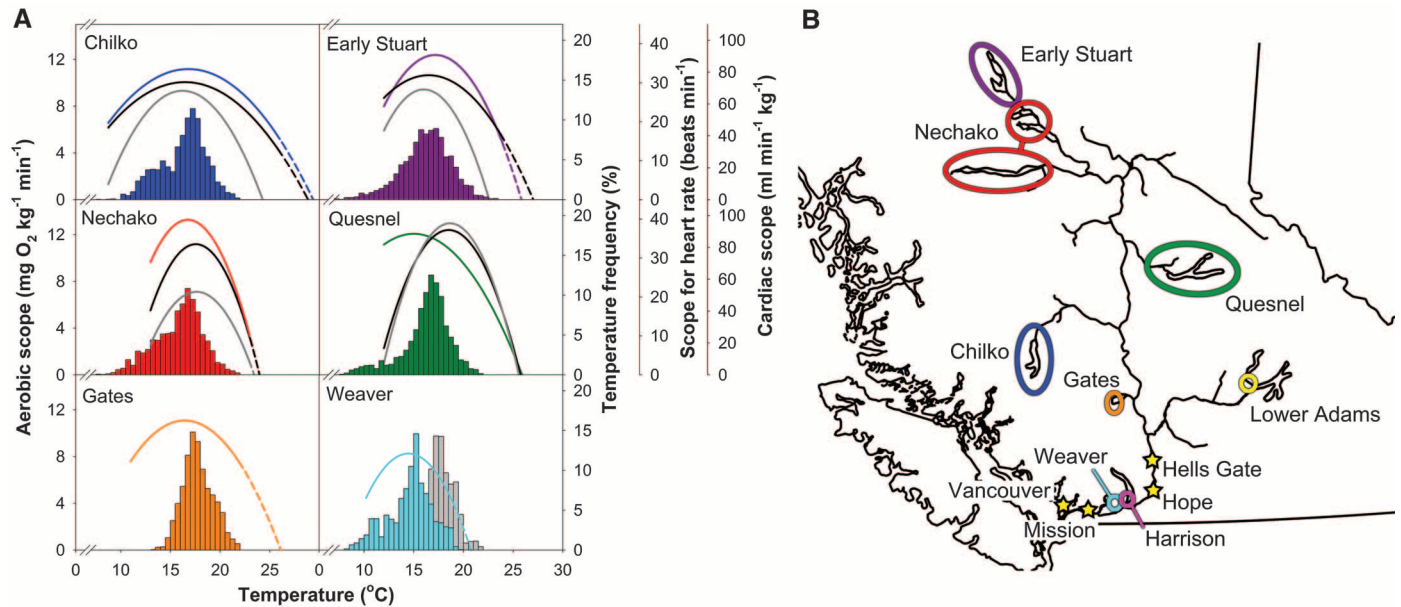 A
Chilko
Early Stuart
Nechako
Quesnel
Gates
Weaver
12
8
4
0
12
8
4
0
12
8
4
0
Aerobic scope (mg O2 kg-1 min-1)
0
10
15
20
25
30
0
10
15
20
25
30
Temperature (oC)
20
15
10
5
0
20
15
10
5
0
20
15
10
5
0
Temperature frequency (%)
40
30
20
10
0
40
30
20
10
0
Scope for heart rate (beats min-1)
100
80
60
40
20
0
100
80
60
40
20
0
Cardiac scope (ml min-1 kg-1)
B
Early Stuart
Nechako
Quesnel
Chilko
Gates
Lower Adams
Weaver
Hells Gate
Vancouver
Hope
Mission
Harrison